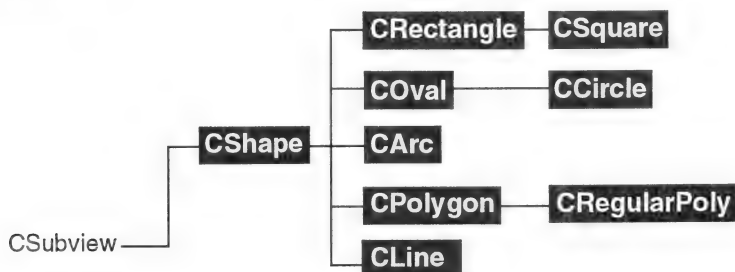 CRectangle CSquare
COval CCircle
CShape CArc
CPolygon CRegularPoly
CSubview
CLine